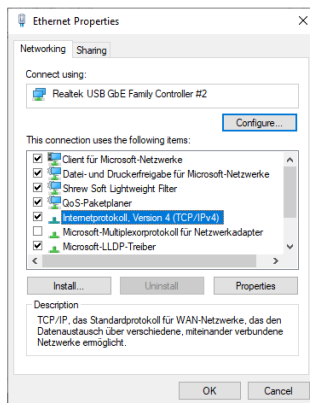 Ethernet Properties
Networking
Sharing
Connect using:
Realtek USB GbE Family Controller #2
Configure...
This connection uses the following items:
Client für Microsoft-Netzwerke
Datei- und Druckerfreigabe für Microsoft-Netzwerke
Shrew Soft Lightweight Filter
QoS-Paketplaner
Internetprotokoll, Version 4 (TCP/IPv4)
Microsoft-Multiplexorprotokoll für Netzwerkadapter
Microsoft-LLDP-Treiber
Install...
Uninstall
Properties
Description
TCP/IP, das Standardprotokoll für WAN-Netzwerke, das den
Datenaustausch über verschiedene, miteinander verbundene
Netzwerke ermöglicht.
OK
Cancel